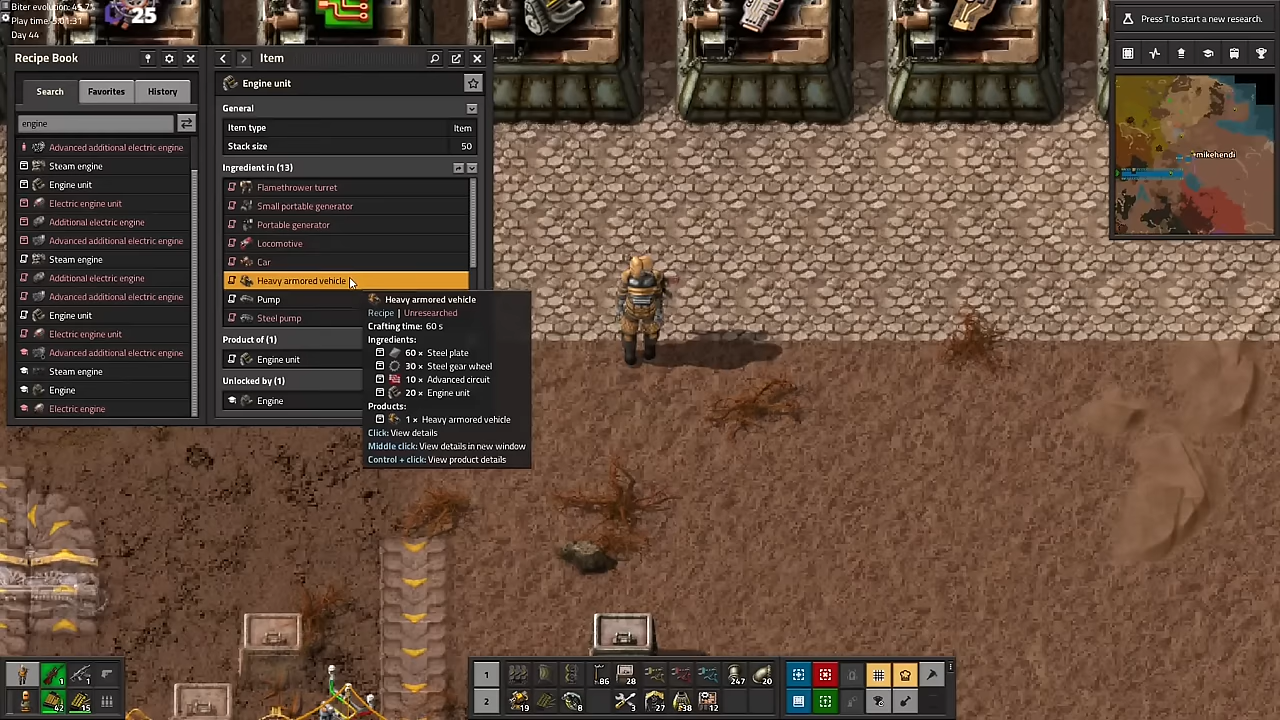 Biter evolution: 45.7%
Play time: 5:01:31
Day 44
25
Press T to start a new research.
Recipe Book
Item
Search
Favorites
History
Engine unit
engine
General
Item type
Item
Stack size
50
Ingredient in (13)
Advanced additional electric engine
Steam engine
Engine unit
Electric engine unit
Additional electric engine
Advanced additional electric engine
Steam engine
Additional electric engine
Advanced additional electric engine
Engine unit
Electric engine unit
Advanced additional electric engine
Steam engine
Engine
Electric engine
Flamethrower turret
Small portable generator
Portable generator
Locomotive
Car
Heavy armored vehicle
Pump
Steel pump
Product of (1)
Engine unit
Unlocked by (1)
Engine
Heavy armored vehicle
Recipe | Unresearched
Crafting time: 60 s
Ingredients:
60 × Steel plate
30 × Steel gear wheel
10 × Advanced circuit
20 × Engine unit
Products:
1 × Heavy armored vehicle
Click: View details
Middle click: View details in new window
Control + click: View product details
mikehendi
1
42
15
1
86
28
247
20
2
19
8
27
38
12